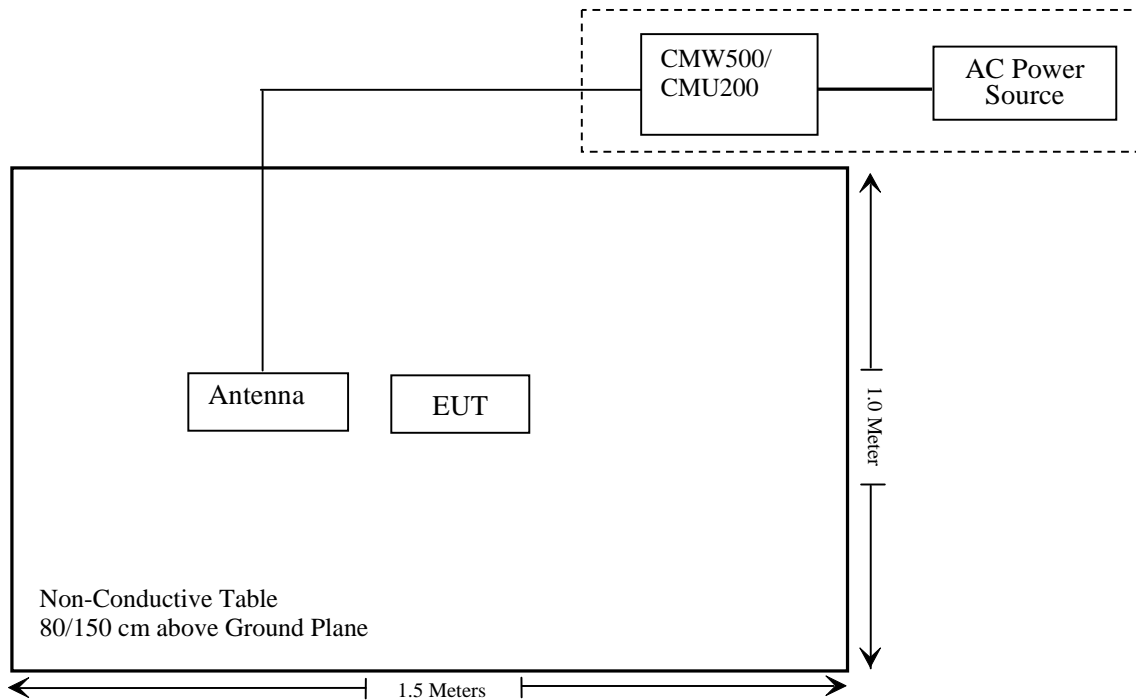 CMW500/
CMU200
AC Power
Source
Antenna
EUT
1.0 Meter
Non-Conductive Table
80/150 cm above Ground Plane
1.5 Meters